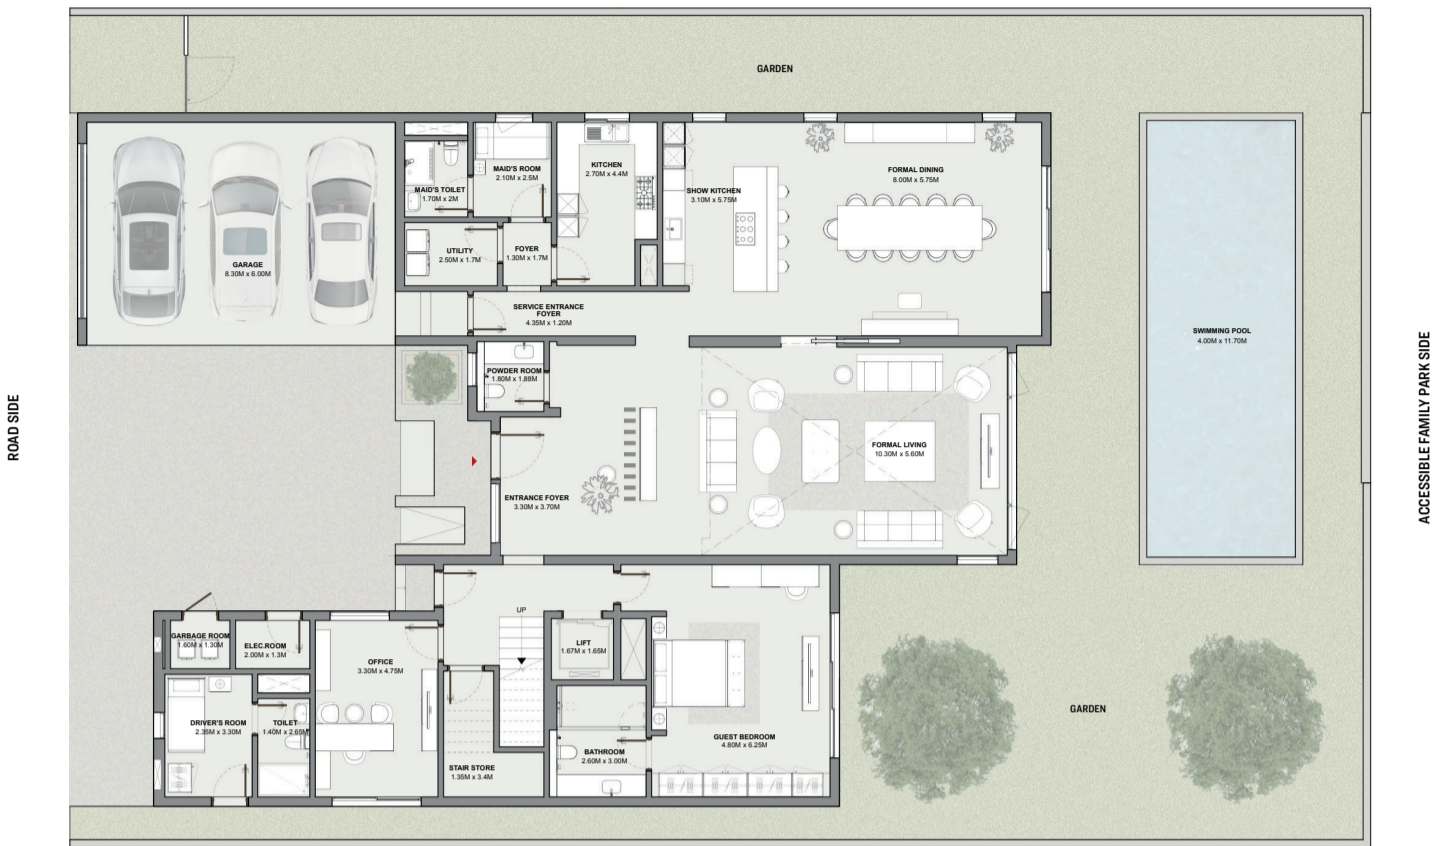 GARDEN
MAID'S ROOM
2.10M x 2.5M
KITCHEN
2.70M x 4.4M
FORMAL DINING
8.00M x 5.75M
MAID'S TOILET
1.70M x 2M
SHOW KITCHEN
3.10M x 5.75M
GARAGE
8.30M x 6.00M
UTILITY
2.50M x 1.7M
FOYER
1.30M x 1.7M
SERVICE ENTRANCE
FOYER
4.35M x 1.20M
SWIMMING POOL
4.00M x 11.70M
POWDER ROOM
1.80M x 1.88M
ROAD SIDE
ACCESSIBLE FAMILY PARK SIDE
FORMAL LIVING
10.30M x 5.60M
ENTRANCE FOYER
3.30M x 3.70M
UP
GARBAGE ROOM
1.60M x 1.30M
ELEC.ROOM
2.00M x 1.3M
OFFICE
3.30M x 4.75M
LIFT
1.67M x 1.65M
DRIVER'S ROOM
2.35M x 3.30M
TOILET
1.40M x 2.65M
GUEST BEDROOM
4.80M x 6.25M
GARDEN
BATHROOM
2.60M x 3.00M
STAIR STORE
1.35M x 3.4M